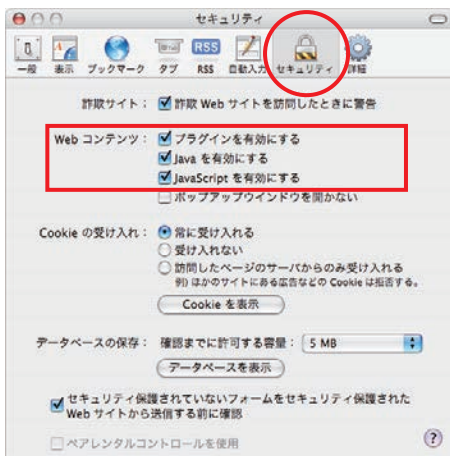 セキュリティ
RSS
一般 表示 ブックマーク タブ RSS 自動入力 セキュリティ 詳細
詐欺サイト： 詐欺 Web サイトを訪問したときに警告
Web コンテンツ： プラグインを有効にする
Java を有効にする
JavaScript を有効にする
ポップアップウインドウを開かない
Cookie の受け入れ： 常に受け入れる
受け入れない
訪問したページのサーバからのみ受け入れる
例) ほかのサイトにある広告などの Cookie は拒否する。
Cookie を表示
データベースの保存： 確認までに許可する容量： 5 MB
データベースを表示
セキュリティ保護されていないフォームをセキュリティ保護された
Web サイトから送信する前に確認
ペアレンタルコントロールを使用
?